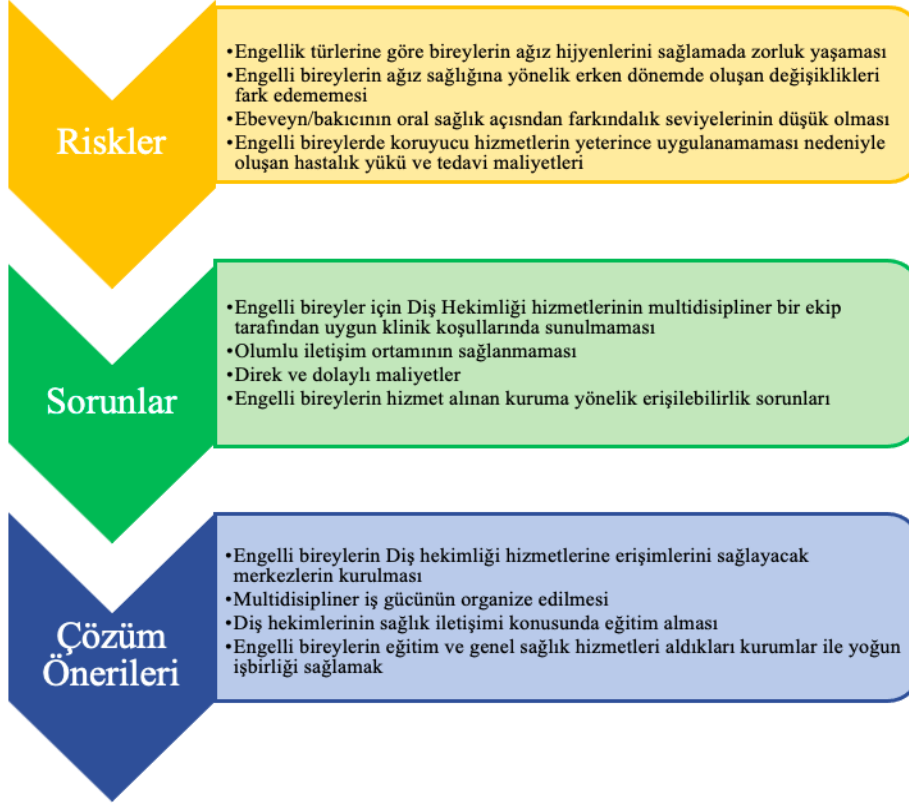 Riskler
•Engellik türlerine göre bireylerin ağız hijyenlerini sağlamada zorluk yaşaması
•Engelli bireylerin ağız sağlığına yönelik erken dönemde oluşan değişiklikleri
fark edememesi
•Ebeveyn/bakıcının oral sağlık açısndan farkındalık seviyelerinin düşük olması
•Engelli bireylerde koruyucu hizmetlerin yeterince uygulanamaması nedeniyle
oluşan hastalık yükü ve tedavi maliyetleri
Sorunlar
•Engelli bireyler için Diş Hekimliği hizmetlerinin multidisipliner bir ekip
tarafından uygun klinik koşullarında sunulmaması
•Olumlu iletişim ortamının sağlanmaması
•Direk ve dolaylı maliyetler
•Engelli bireylerin hizmet alınan kuruma yönelik erişilebilirlik sorunları
Çözüm
Önerileri
•Engelli bireylerin Diş hekimliği hizmetlerine erişimlerini sağlayacak
merkezlerin kurulması
•Multidisipliner iş gücünün organize edilmesi
•Diş hekimlerinin sağlık iletişimi konusunda eğitim alması
•Engelli bireylerin eğitim ve genel sağlık hizmetleri aldıkları kurumlar ile yoğun
işbirliği sağlamak